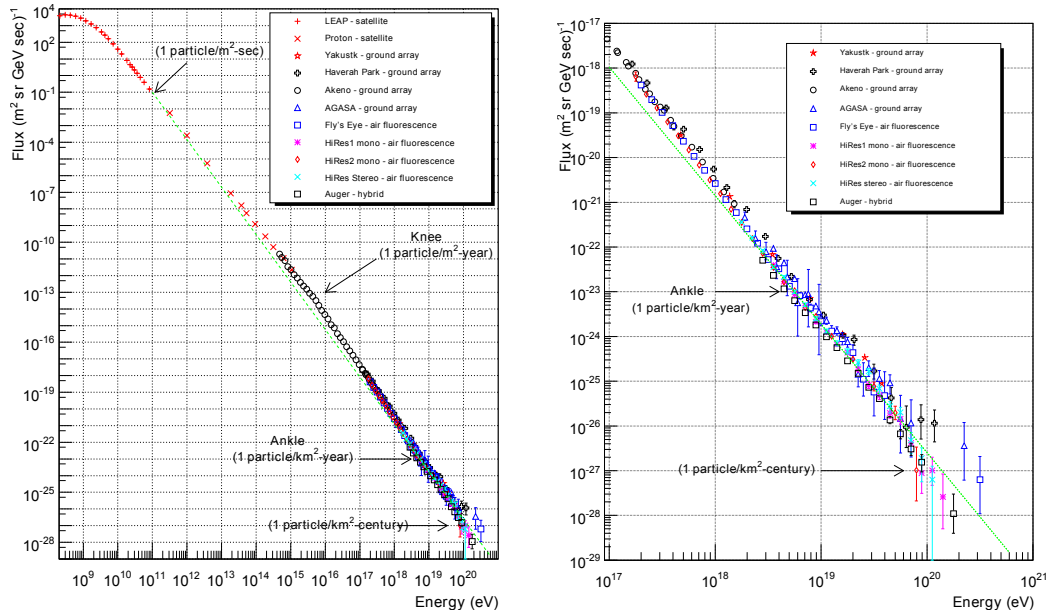 Flux (m² sr GeV sec)⁻¹
10⁴
10²
10⁻¹
10⁻⁴
10⁻⁷
10⁻¹⁰
10⁻¹³
10⁻¹⁶
10⁻¹⁹
10⁻²²
10⁻²⁵
10⁻²⁸
LEAP - satellite
Proton - satellite
Yakustk - ground array
Haverah Park - ground array
Akeno - ground array
AGASA - ground array
Fly's Eye - air fluorescence
HiRes1 mono - air fluorescence
HiRes2 mono - air fluorescence
HiRes Stereo - air fluorescence
Auger - hybrid
(1 particle/m²-sec)
Knee
(1 particle/m²-year)
Ankle
(1 particle/km²-year)
(1 particle/km²-century)
10⁹ 10¹⁰ 10¹¹ 10¹² 10¹³ 10¹⁴ 10¹⁵ 10¹⁶ 10¹⁷ 10¹⁸ 10¹⁹ 10²⁰
Energy (eV)
Flux (m² sr GeV sec)⁻¹
10⁻¹⁷
10⁻¹⁸
10⁻¹⁹
10⁻²⁰
10⁻²¹
10⁻²²
10⁻²³
10⁻²⁴
10⁻²⁵
10⁻²⁶
10⁻²⁷
10⁻²⁸
10⁻²⁹
Yakustk - ground array
Haverah Park - ground array
Akeno - ground array
AGASA - ground array
Fly's Eye - air fluorescence
HiRes1 mono - air fluorescence
HiRes2 mono - air fluorescence
HiRes stereo - air fluorescence
Auger - hybrid
Ankle
(1 particle/km²-year)
(1 particle/km²-century)
10¹⁷ 10¹⁸ 10¹⁹ 10²⁰ 10²¹
Energy (eV)